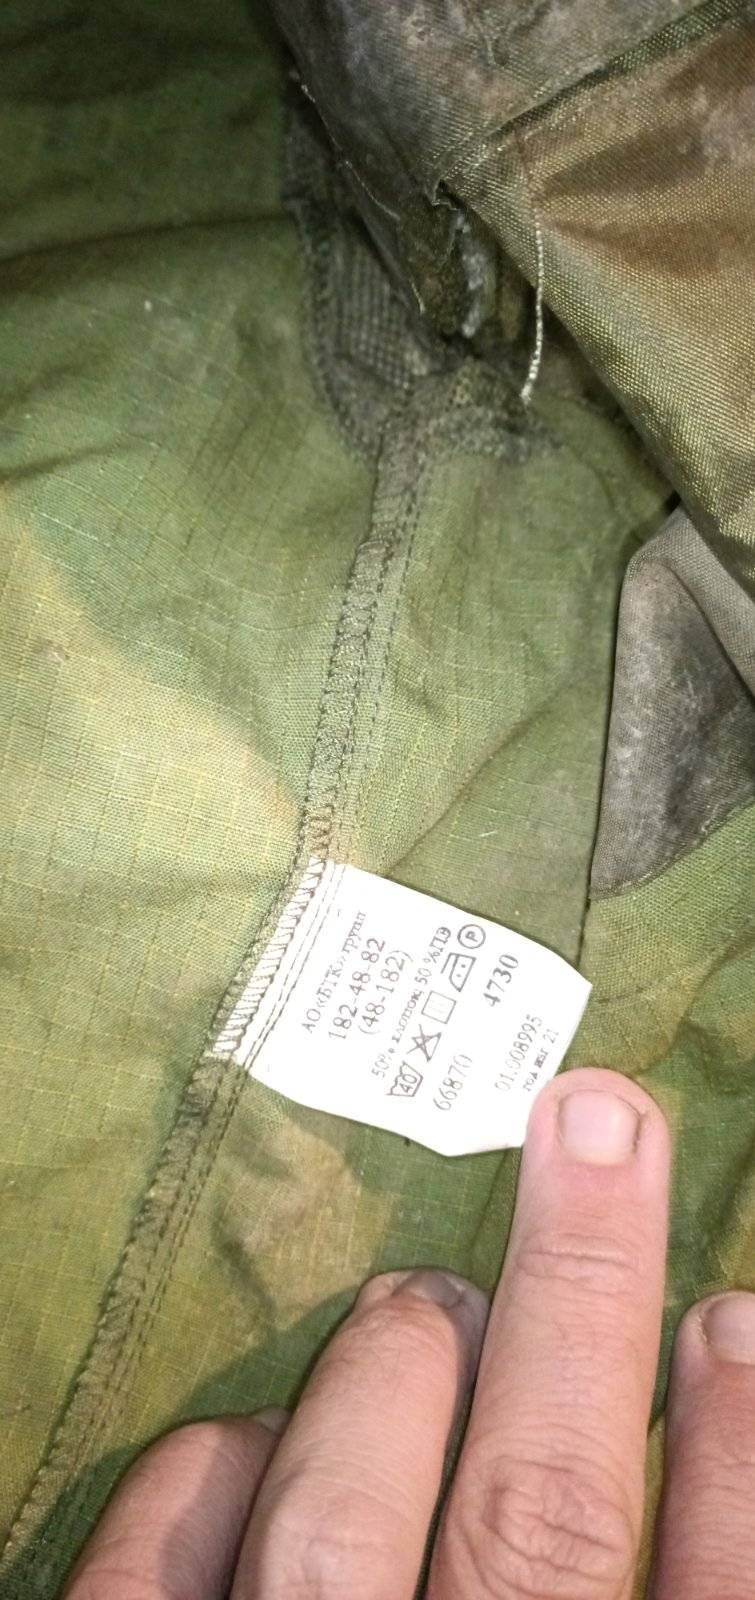 АО «БТК» групп
182-48-82
(48-182)
50% хлопок, 50 %ПЭ
40 P
66870 4730
01.008995
год изг 21